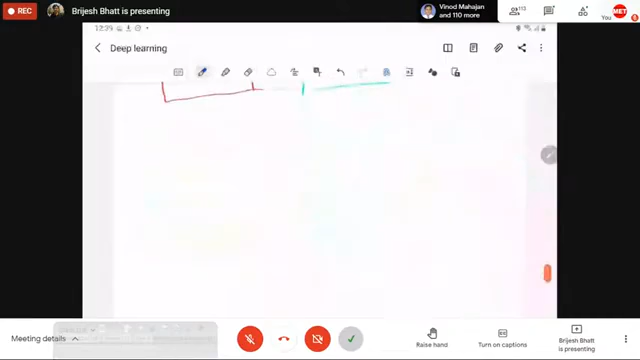 REC
Brijesh Bhatt is presenting
Vinod Mahajan
and 110 more
113
You
MET
12:39
Deep learning
Meeting details
Raise hand
Turn on captions
Brijesh Bhatt
is presenting